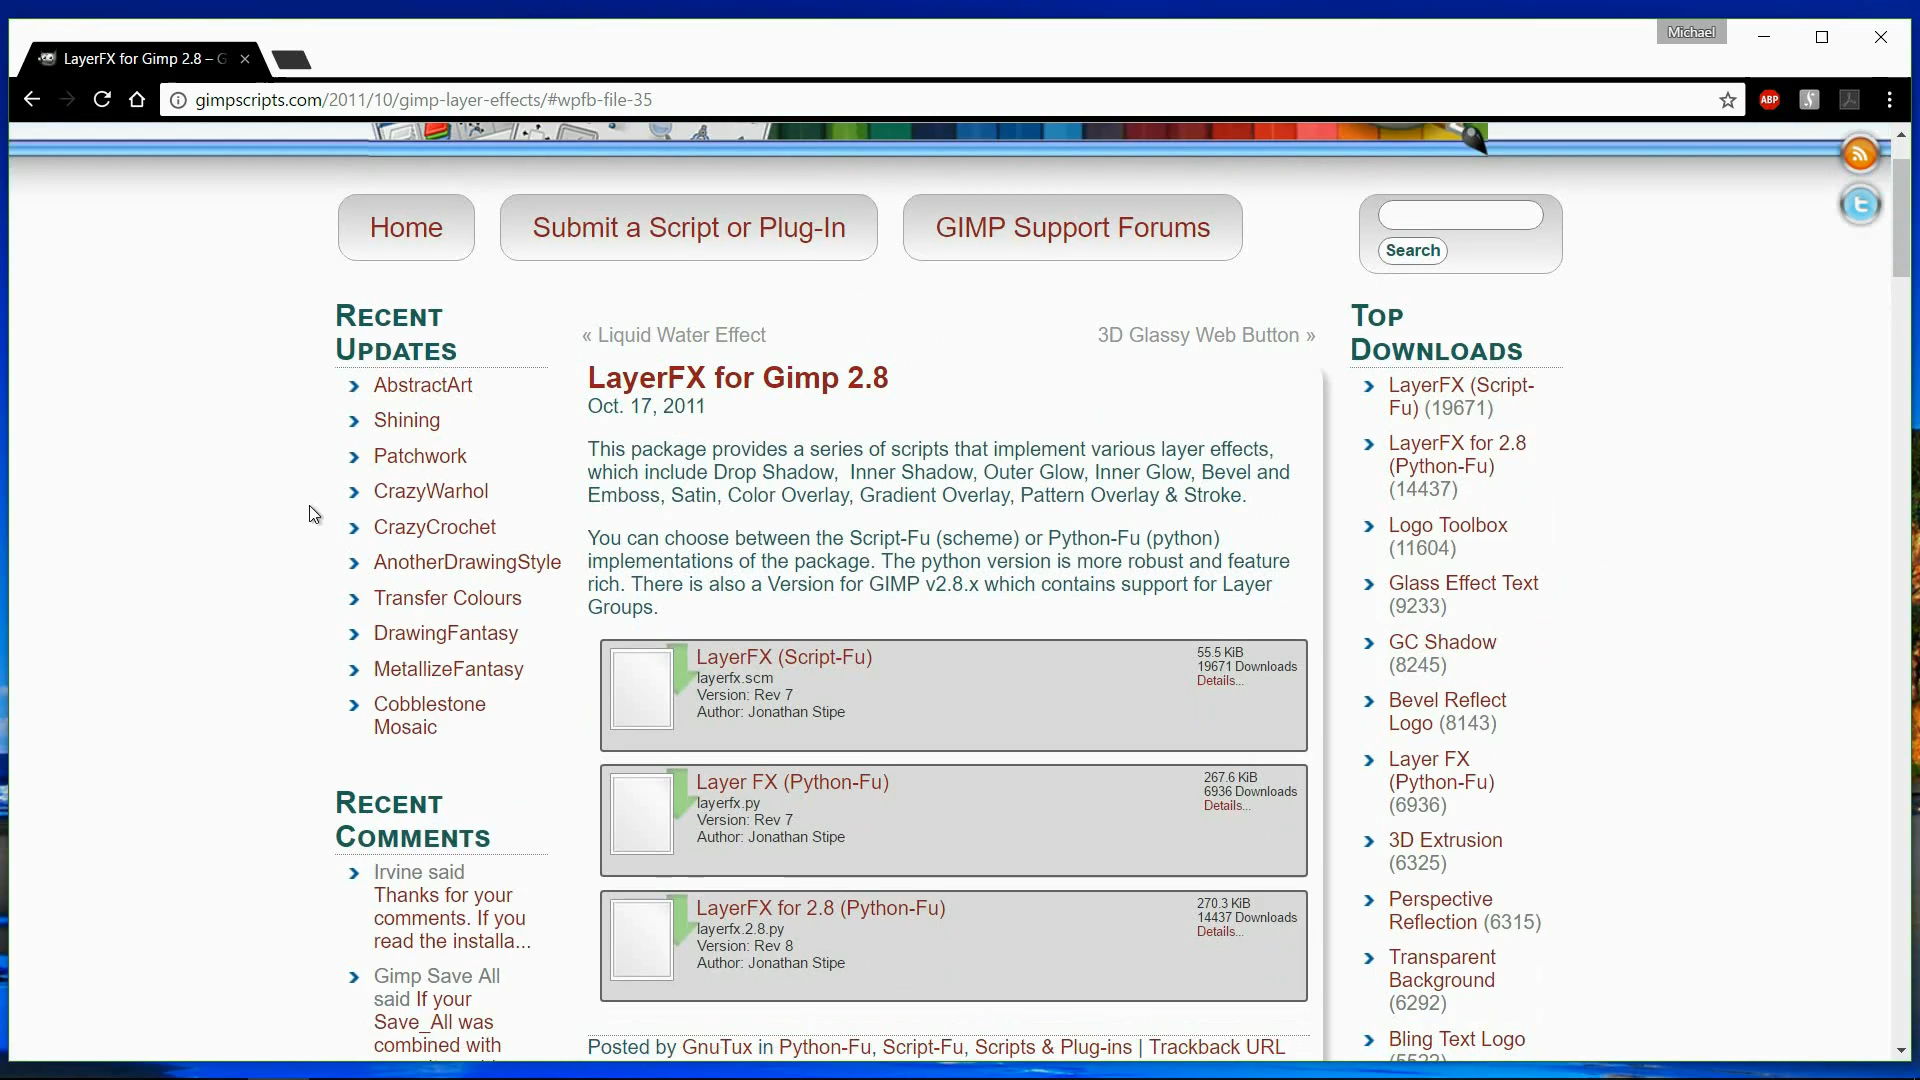 Michael
LayerFX for Gimp 2.8 – G
gimpscripts.com/2011/10/gimp-layer-effects/#wpfb-file-35
ABP
Home
Submit a Script or Plug-In
GIMP Support Forums
Search
Recent
Updates
AbstractArt
Shining
Patchwork
CrazyWarhol
CrazyCrochet
AnotherDrawingStyle
Transfer Colours
DrawingFantasy
MetallizeFantasy
Cobblestone
Mosaic
Recent
Comments
Irvine said
Thanks for your
comments. If you
read the installa...
Gimp Save All
said If your
Save_All was
combined with
« Liquid Water Effect
3D Glassy Web Button »
LayerFX for Gimp 2.8
Oct. 17, 2011
This package provides a series of scripts that implement various layer effects,
which include Drop Shadow,  Inner Shadow, Outer Glow, Inner Glow, Bevel and
Emboss, Satin, Color Overlay, Gradient Overlay, Pattern Overlay & Stroke.
You can choose between the Script-Fu (scheme) or Python-Fu (python)
implementations of the package. The python version is more robust and feature
rich. There is also a Version for GIMP v2.8.x which contains support for Layer
Groups.
LayerFX (Script-Fu)
layerfx.scm
Version: Rev 7
Author: Jonathan Stipe
55.5 KiB
19671 Downloads
Details...
Layer FX (Python-Fu)
layerfx.py
Version: Rev 7
Author: Jonathan Stipe
267.6 KiB
6936 Downloads
Details...
LayerFX for 2.8 (Python-Fu)
layerfx.2.8.py
Version: Rev 8
Author: Jonathan Stipe
270.3 KiB
14437 Downloads
Details...
Posted by GnuTux in Python-Fu, Script-Fu, Scripts & Plug-ins | Trackback URL
Top
Downloads
LayerFX (Script-
Fu) (19671)
LayerFX for 2.8
(Python-Fu)
(14437)
Logo Toolbox
(11604)
Glass Effect Text
(9233)
GC Shadow
(8245)
Bevel Reflect
Logo (8143)
Layer FX
(Python-Fu)
(6936)
3D Extrusion
(6325)
Perspective
Reflection (6315)
Transparent
Background
(6292)
Bling Text Logo